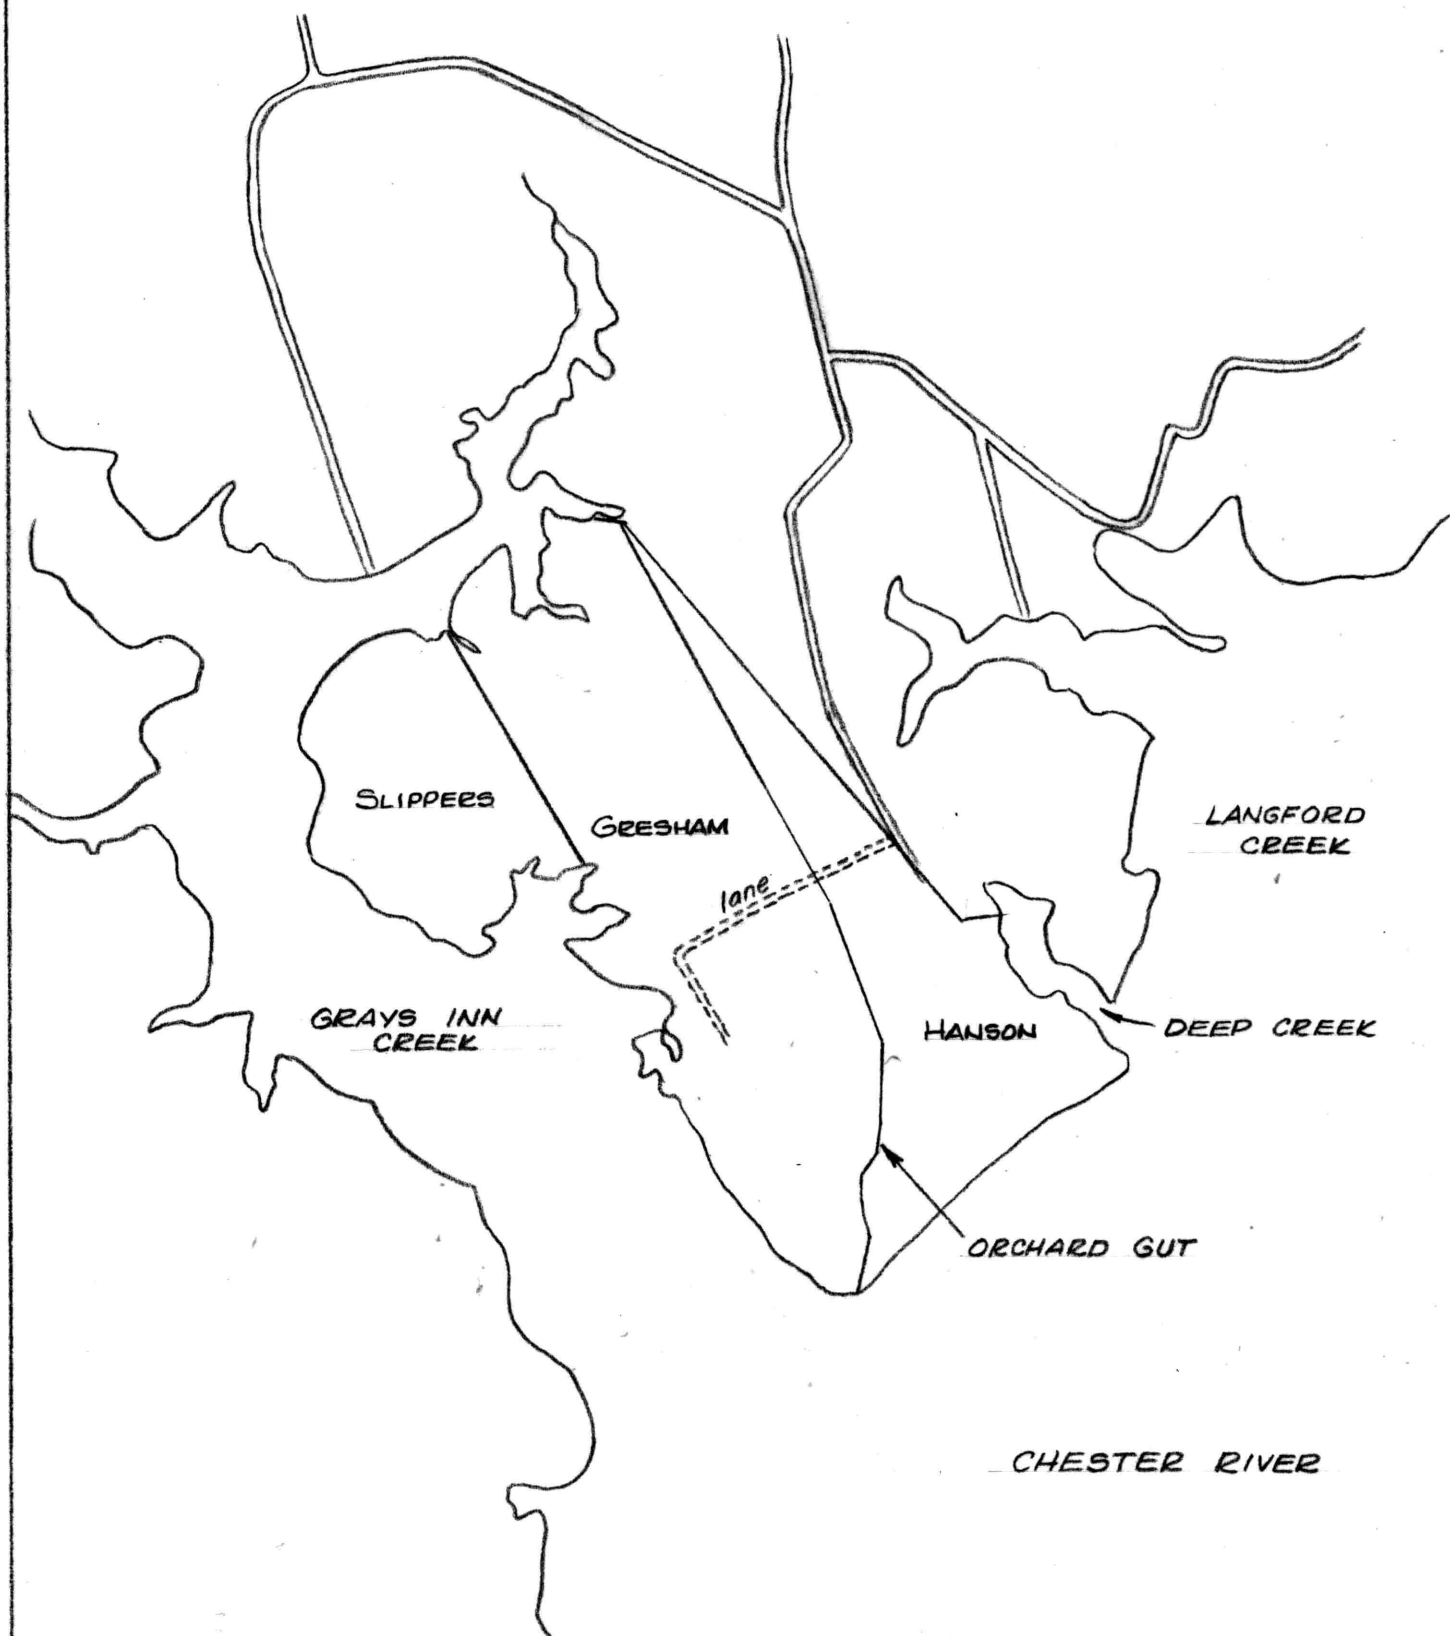 SLIPPERS
GRESHAM
LANGFORD
CREEK
lane
GRAYS INN
CREEK
HANSON
DEEP CREEK
ORCHARD GUT
CHESTER RIVER